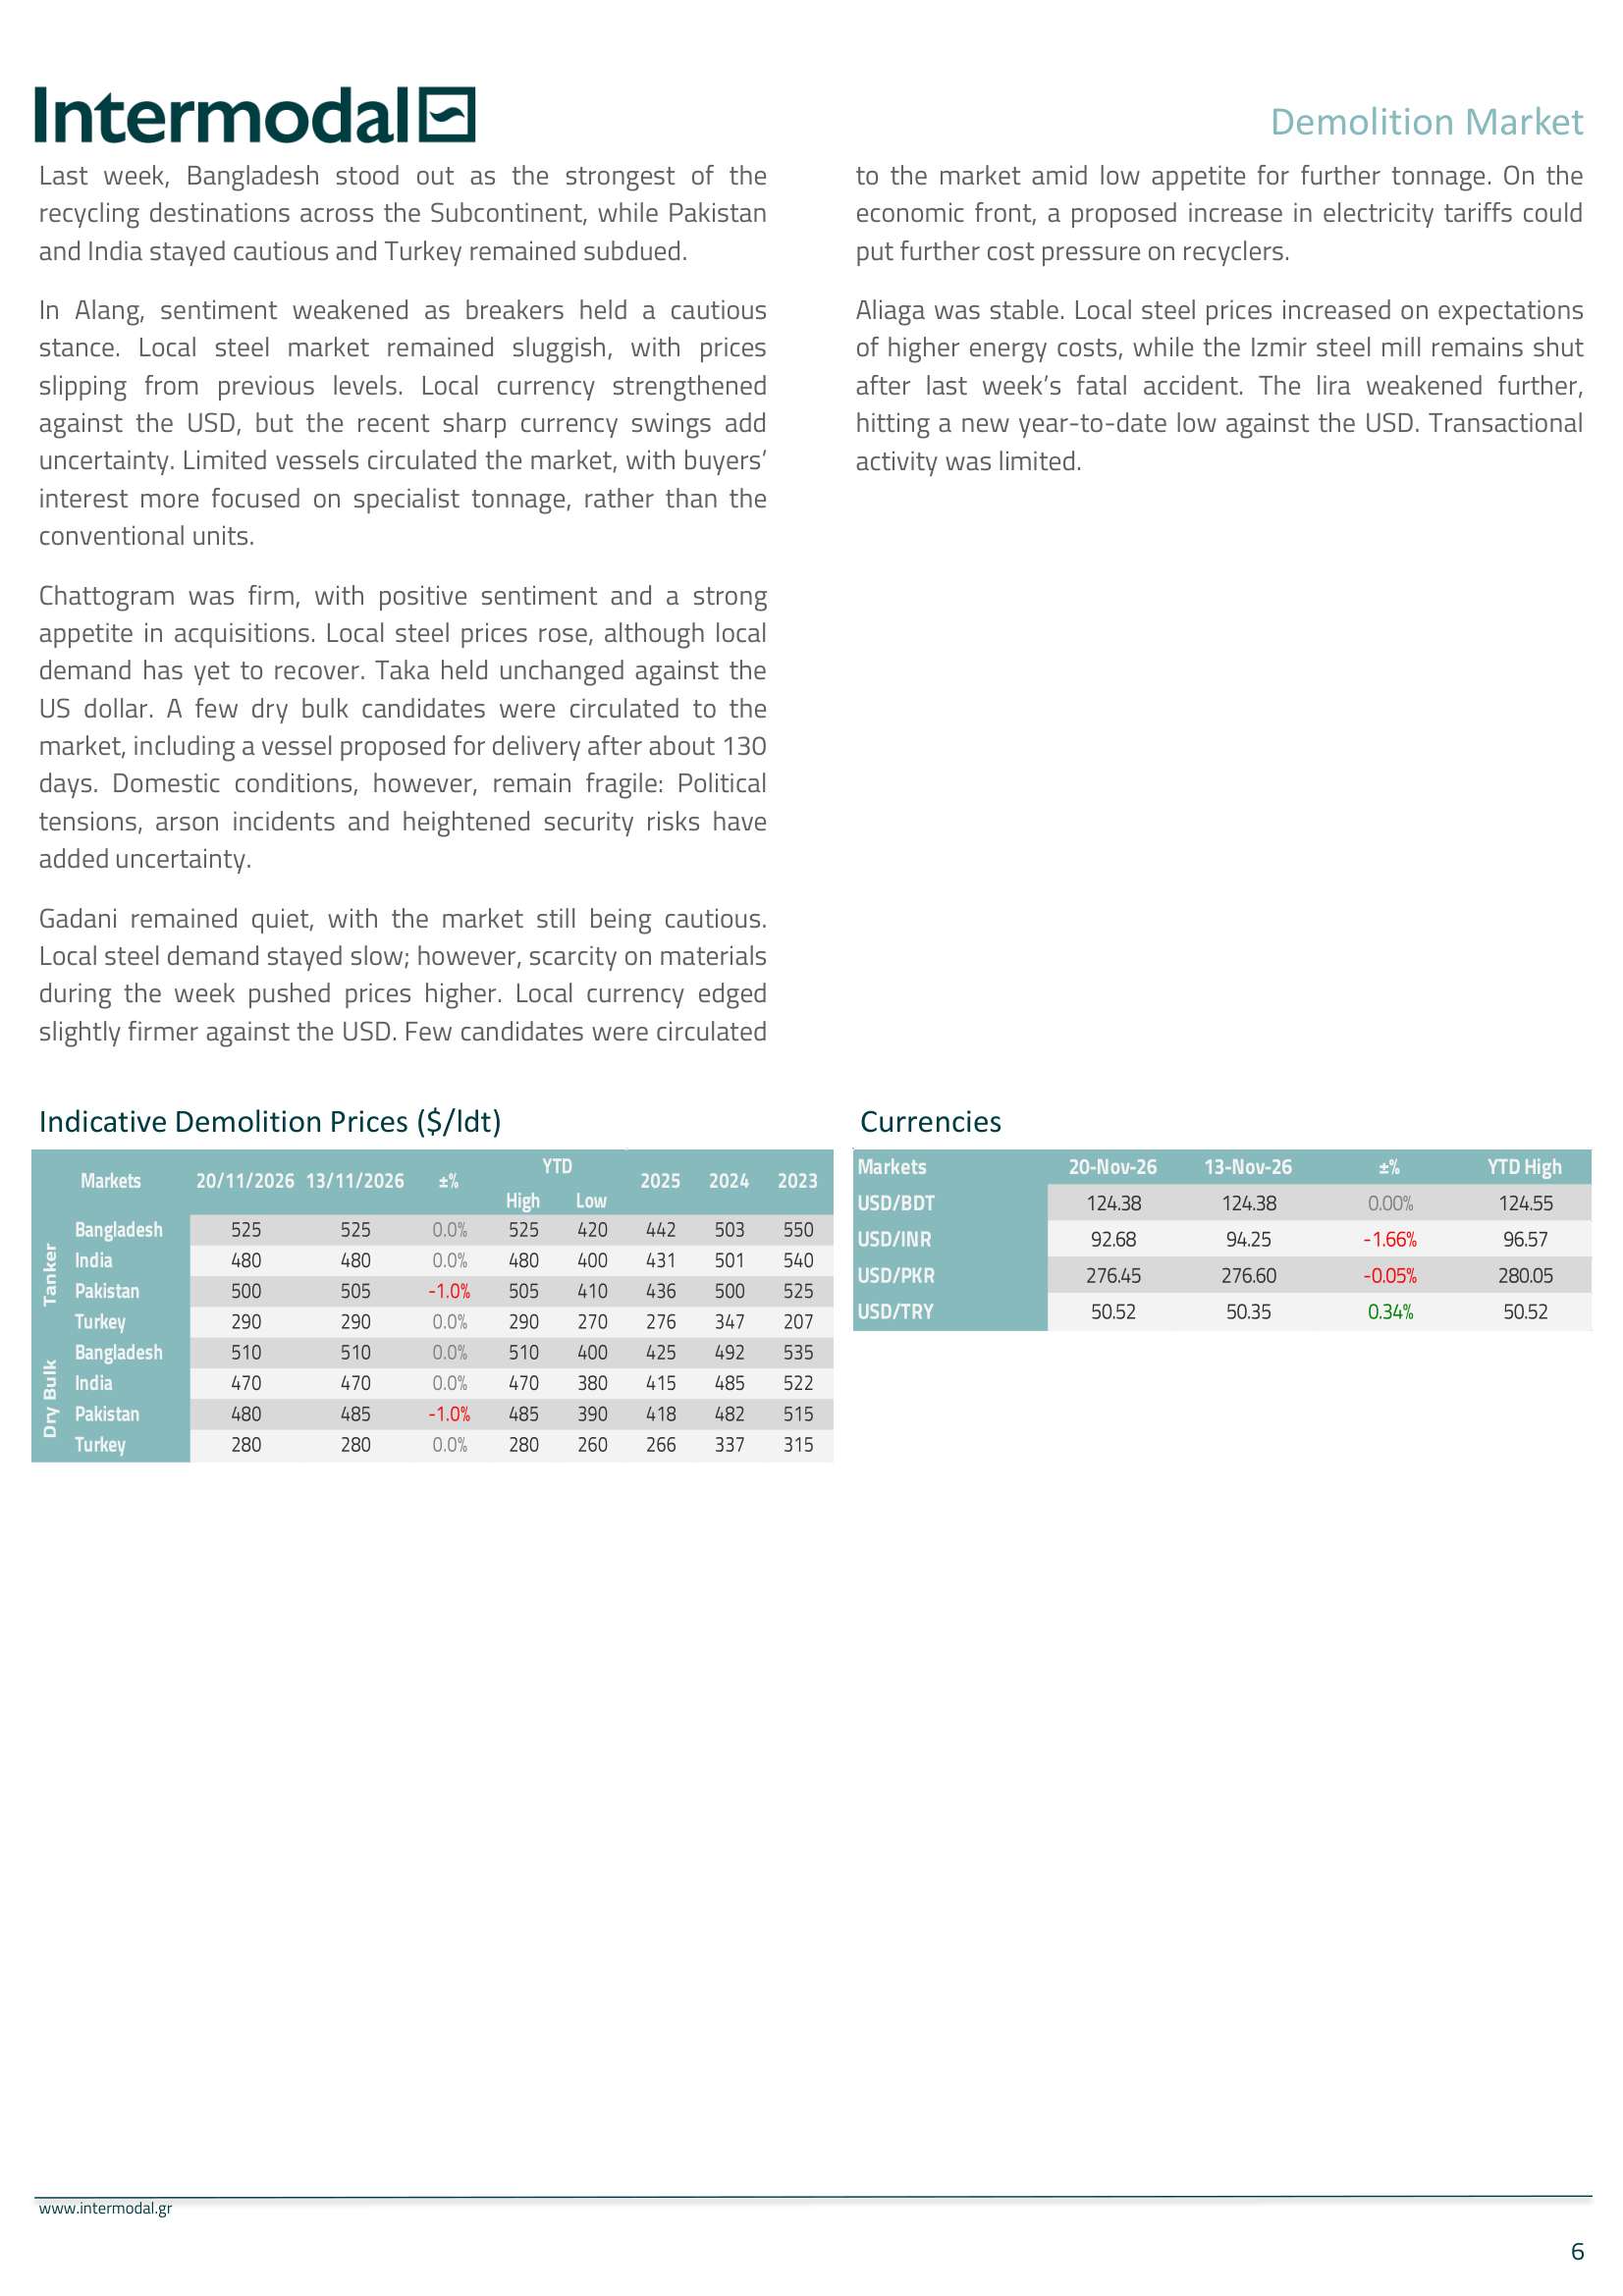 Intermodal
Demolition Market
Last week, Bangladesh stood out as the strongest of the
recycling destinations across the Subcontinent, while Pakistan
and India stayed cautious and Turkey remained subdued.
In Alang, sentiment weakened as breakers held a cautious
stance. Local steel market remained sluggish, with prices
slipping from previous levels. Local currency strengthened
against the USD, but the recent sharp currency swings add
uncertainty. Limited vessels circulated the market, with buyers’
interest more focused on specialist tonnage, rather than the
conventional units.
Chattogram was firm, with positive sentiment and a strong
appetite in acquisitions. Local steel prices rose, although local
demand has yet to recover. Taka held unchanged against the
US dollar. A few dry bulk candidates were circulated to the
market, including a vessel proposed for delivery after about 130
days. Domestic conditions, however, remain fragile: Political
tensions, arson incidents and heightened security risks have
added uncertainty.
Gadani remained quiet, with the market still being cautious.
Local steel demand stayed slow; however, scarcity on materials
during the week pushed prices higher. Local currency edged
slightly firmer against the USD. Few candidates were circulated
to the market amid low appetite for further tonnage. On the
economic front, a proposed increase in electricity tariffs could
put further cost pressure on recyclers.
Aliaga was stable. Local steel prices increased on expectations
of higher energy costs, while the Izmir steel mill remains shut
after last week’s fatal accident. The lira weakened further,
hitting a new year-to-date low against the USD. Transactional
activity was limited.
Indicative Demolition Prices ($/ldt)
Markets 20/11/2026 13/11/2026 ±% YTD 2025 2024 2023
High Low
Tanker
Bangladesh 525 525 0.0% 525 420 442 503 550
India 480 480 0.0% 480 400 431 501 540
Pakistan 500 505 -1.0% 505 410 436 500 525
Turkey 290 290 0.0% 290 270 276 347 207
Dry Bulk
Bangladesh 510 510 0.0% 510 400 425 492 535
India 470 470 0.0% 470 380 415 485 522
Pakistan 480 485 -1.0% 485 390 418 482 515
Turkey 280 280 0.0% 280 260 266 337 315
Currencies
Markets 20-Nov-26 13-Nov-26 ±% YTD High
USD/BDT 124.38 124.38 0.00% 124.55
USD/INR 92.68 94.25 -1.66% 96.57
USD/PKR 276.45 276.60 -0.05% 280.05
USD/TRY 50.52 50.35 0.34% 50.52
www.intermodal.gr
6